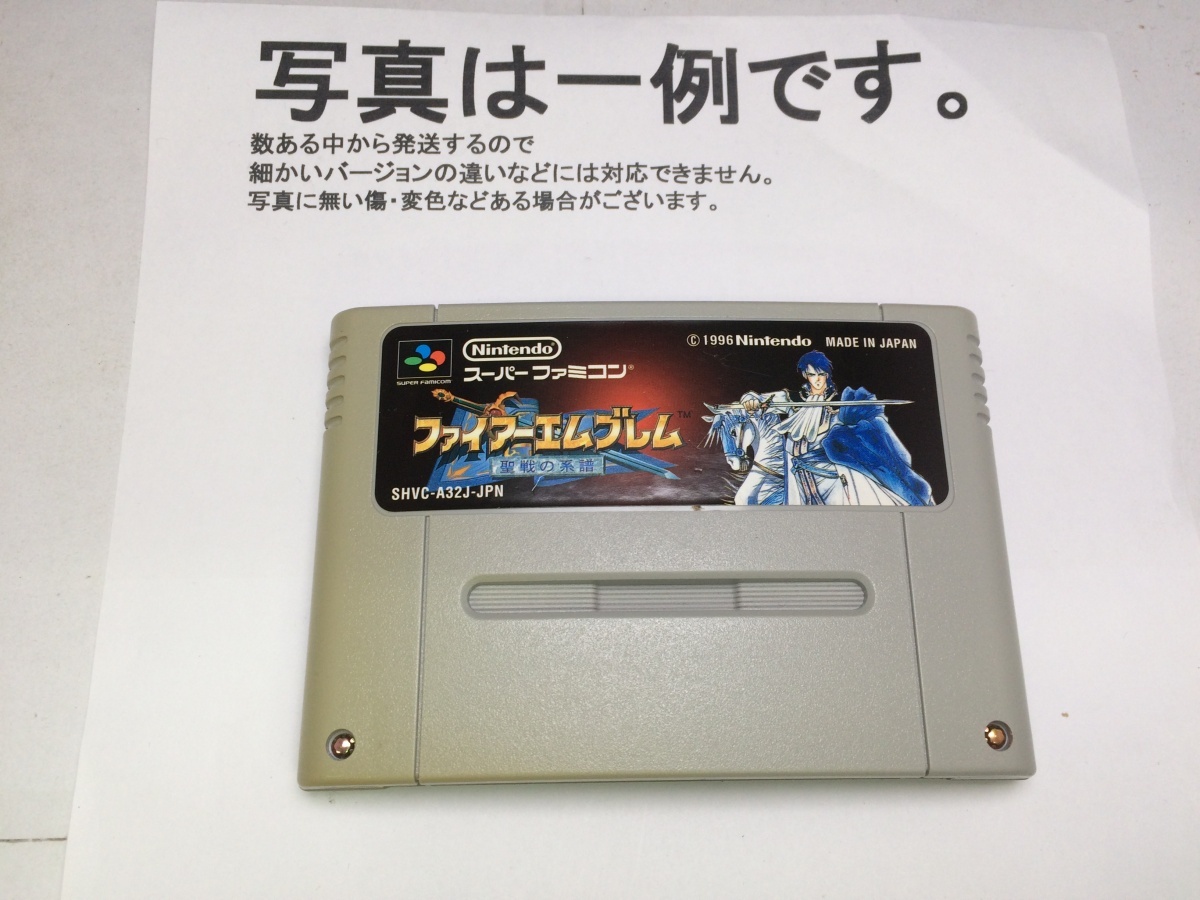 写真は一例です。
数ある中から発送するので
細かいバージョンの違いなどには対応できません。
写真に無い傷・変色などある場合がございます。
Nintendo
©1996 Nintendo MADE IN JAPAN
SUPER FAMICOM
スーパーファミコン®
ファイアーエムブレム™
聖戦の系譜
SHVC-A32J-JPN